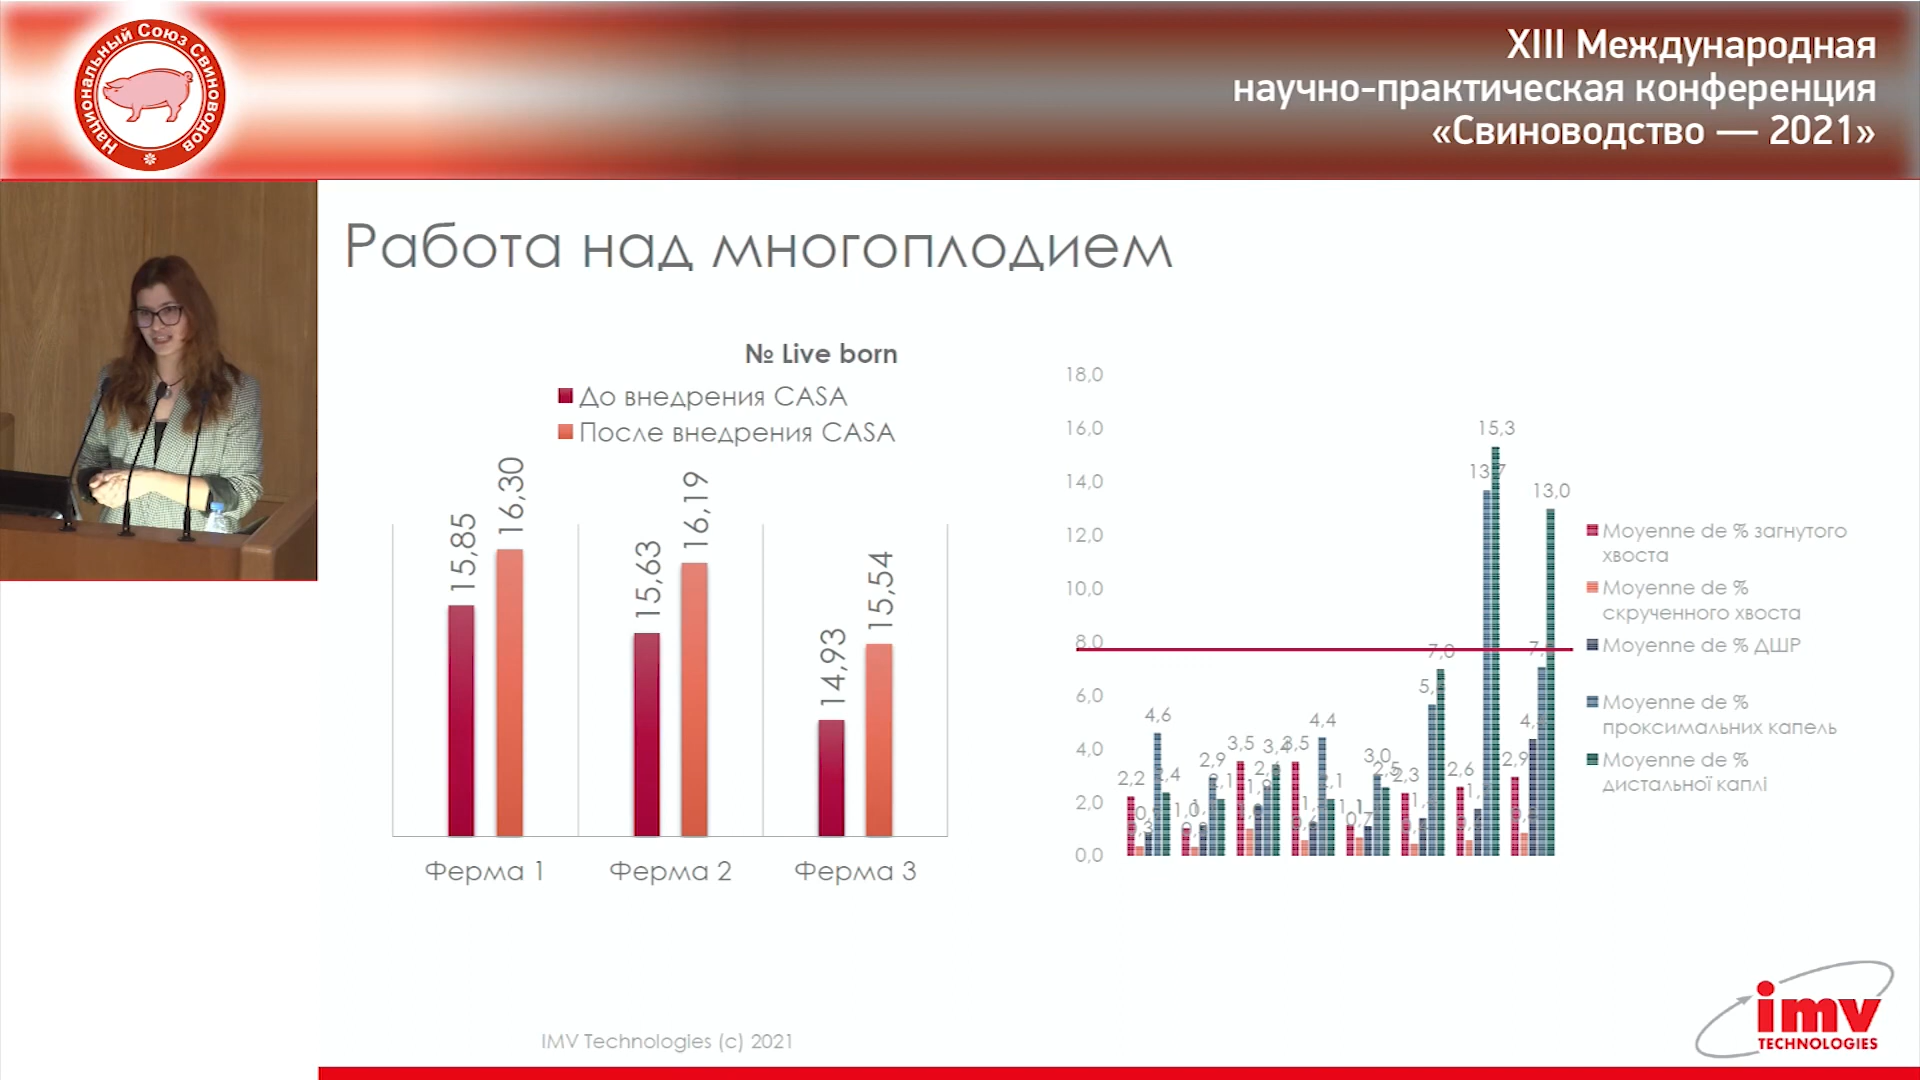 Национальный Союз Свиноводов
XIII Международная
научно-практическая конференция
«Свиноводство — 2021»
Работа над многоплодием
№ Live born
До внедрения CASA
После внедрения CASA
15,85
16,30
15,63
16,19
14,93
15,54
Ферма 1
Ферма 2
Ферма 3
18,0
16,0
14,0
12,0
10,0
8,0
6,0
4,0
2,0
0,0
2,2
4,6
2,9
3,5
3,5
4,4
3,0
2,3
7,0
2,6
13,7
15,3
2,9
13,0
Moyenne de % загнутого
хвоста
Moyenne de %
скрученного хвоста
Moyenne de % ДШР
Moyenne de %
проксимальних капель
Moyenne de %
дистальної каплі
IMV Technologies (c) 2021
imv
TECHNOLOGIES